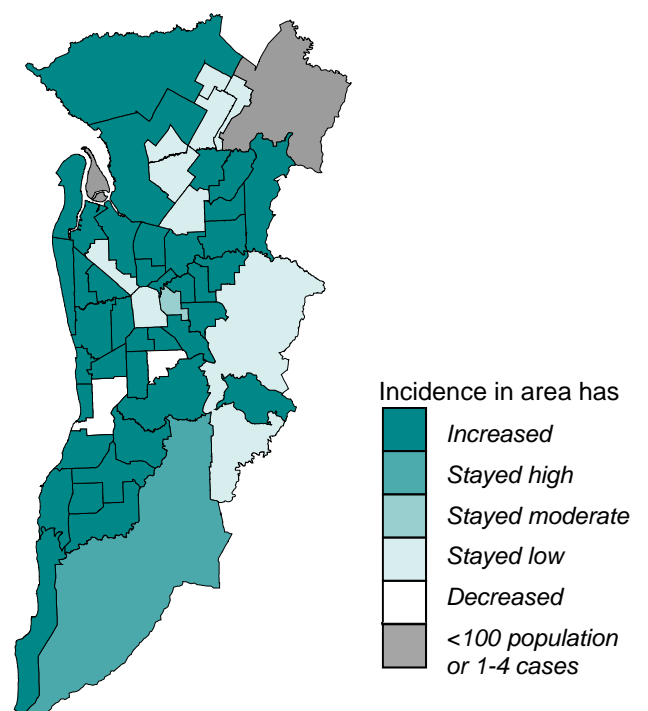 Incidence in area has
Increased
Stayed high
Stayed moderate
Stayed low
Decreased
<100 population
or 1-4 cases